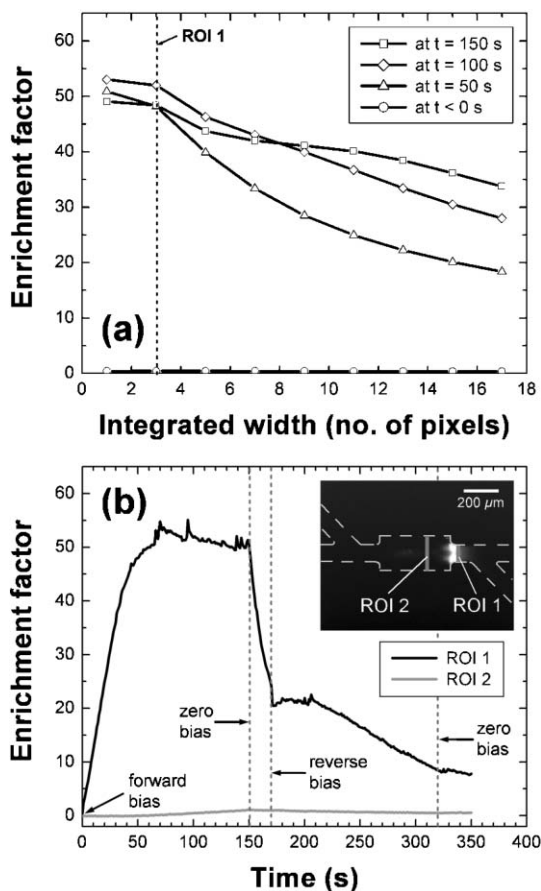 60
50
40
30
20
10
0
Enrichment factor
ROI 1
at t = 150 s
at t = 100 s
at t = 50 s
at t < 0 s
(a)
0 2 4 6 8 10 12 14 16 18
Integrated width (no. of pixels)
60
50
40
30
20
10
0
Enrichment factor
(b)
200 µm
ROI 2
ROI 1
ROI 1
ROI 2
zero
bias
reverse
bias
zero
bias
forward
bias
0 50 100 150 200 250 300 350 400
Time (s)